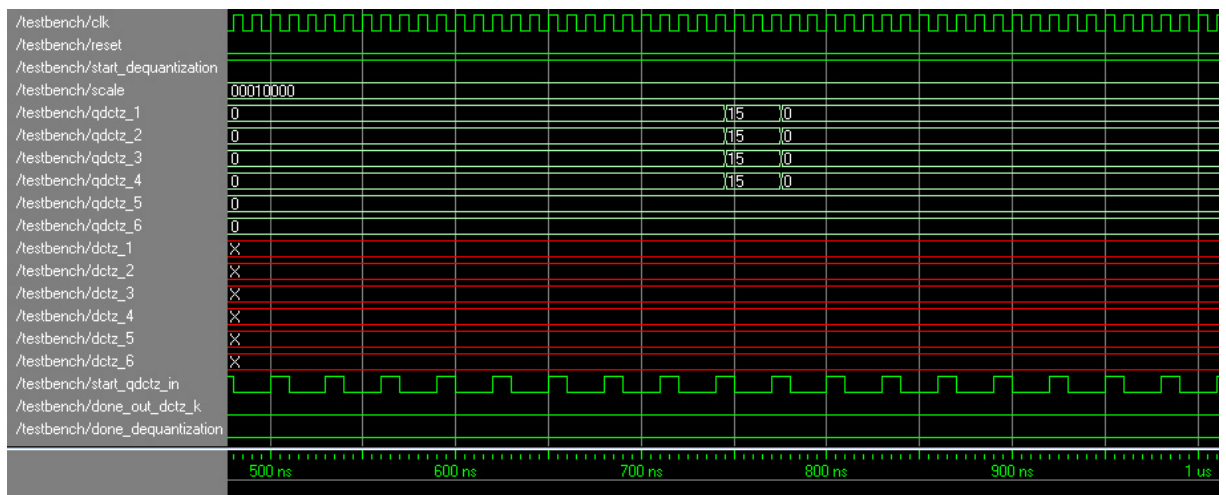 /testbench/clk
/testbench/reset
/testbench/start_dequantization
/testbench/scale 00010000
/testbench/qdctz_1 0 15 0
/testbench/qdctz_2 0 15 0
/testbench/qdctz_3 0 15 0
/testbench/qdctz_4 0 15 0
/testbench/qdctz_5 0
/testbench/qdctz_6 0
/testbench/dctz_1 X
/testbench/dctz_2 X
/testbench/dctz_3 X
/testbench/dctz_4 X
/testbench/dctz_5 X
/testbench/dctz_6 X
/testbench/start_qdctz_in
/testbench/done_out_dctz_k
/testbench/done_dequantization
500 ns 600 ns 700 ns 800 ns 900 ns 1 us